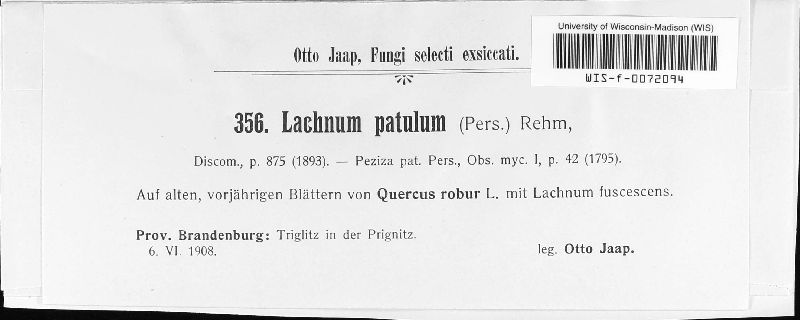 University of Wisconsin-Madison (WIS)
WIS-f-0072094
Otto Jaap, Fungi selecti exsiccati.
356. Lachnum patulum (Pers.) Rehm,
Discom., p. 875 (1893). — Peziza pat. Pers., Obs. myc. I, p. 42 (1795).
Auf alten, vorjährigen Blättern von Quercus robur L. mit Lachnum fuscescens.
Prov. Brandenburg: Triglitz in der Prignitz.
6. VI. 1908.
leg. Otto Jaap.